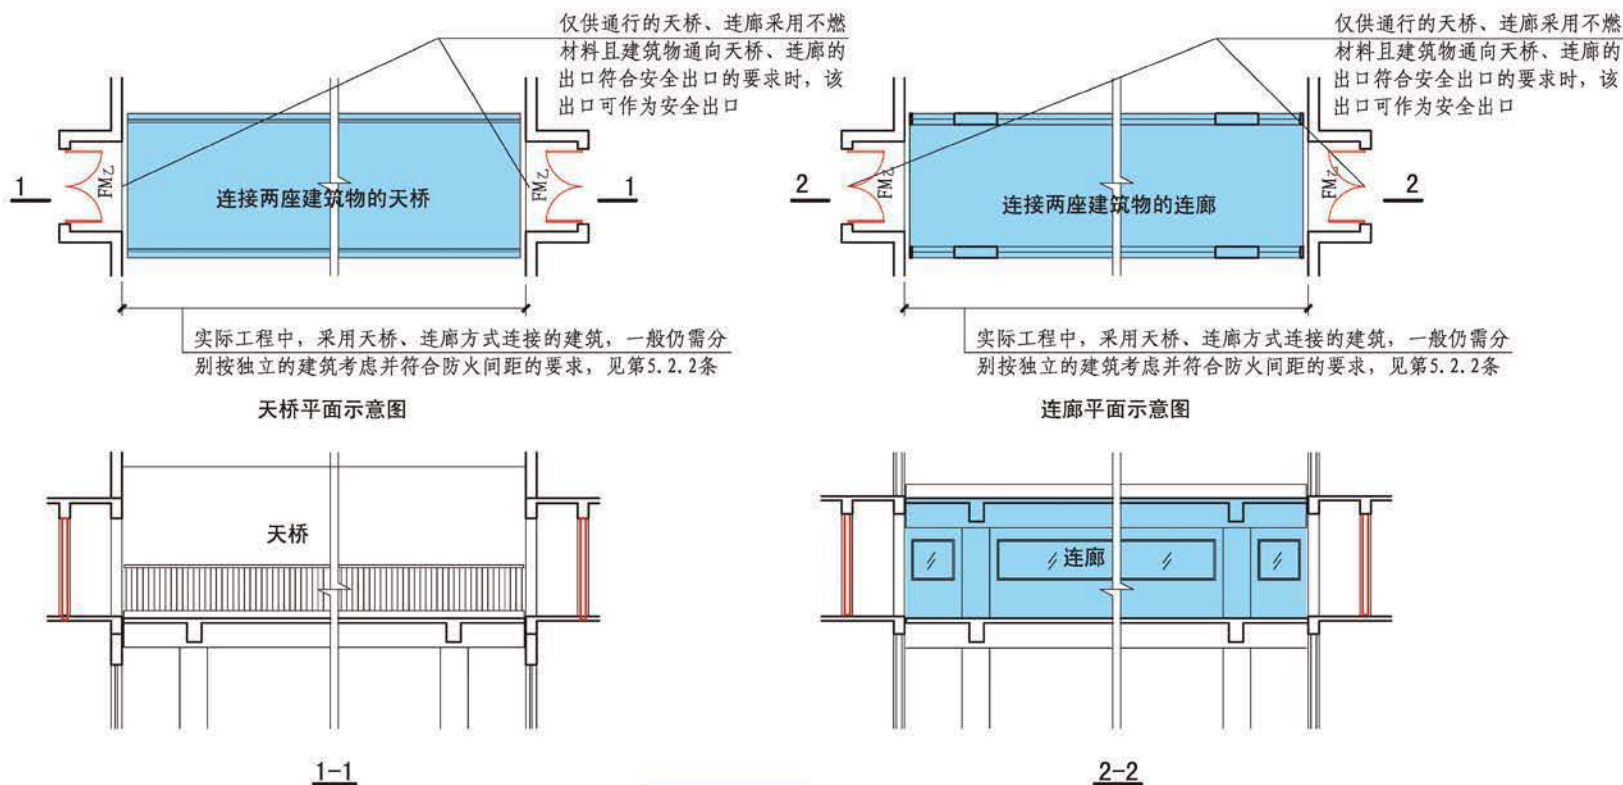 仅供通行的天桥、连廊采用不燃
材料且建筑物通向天桥、连廊的
出口符合安全出口的要求时，该
出口可作为安全出口
1
FM乙
连接两座建筑物的天桥
FM乙
1
实际工程中，采用天桥、连廊方式连接的建筑，一般仍需分
别按独立的建筑考虑并符合防火间距的要求，见第5.2.2条
天桥平面示意图
仅供通行的天桥、连廊采用不燃
材料且建筑物通向天桥、连廊的
出口符合安全出口的要求时，该
出口可作为安全出口
2
FM乙
连接两座建筑物的连廊
FM乙
2
实际工程中，采用天桥、连廊方式连接的建筑，一般仍需分
别按独立的建筑考虑并符合防火间距的要求，见第5.2.2条
连廊平面示意图
天桥
1-1
连廊
2-2